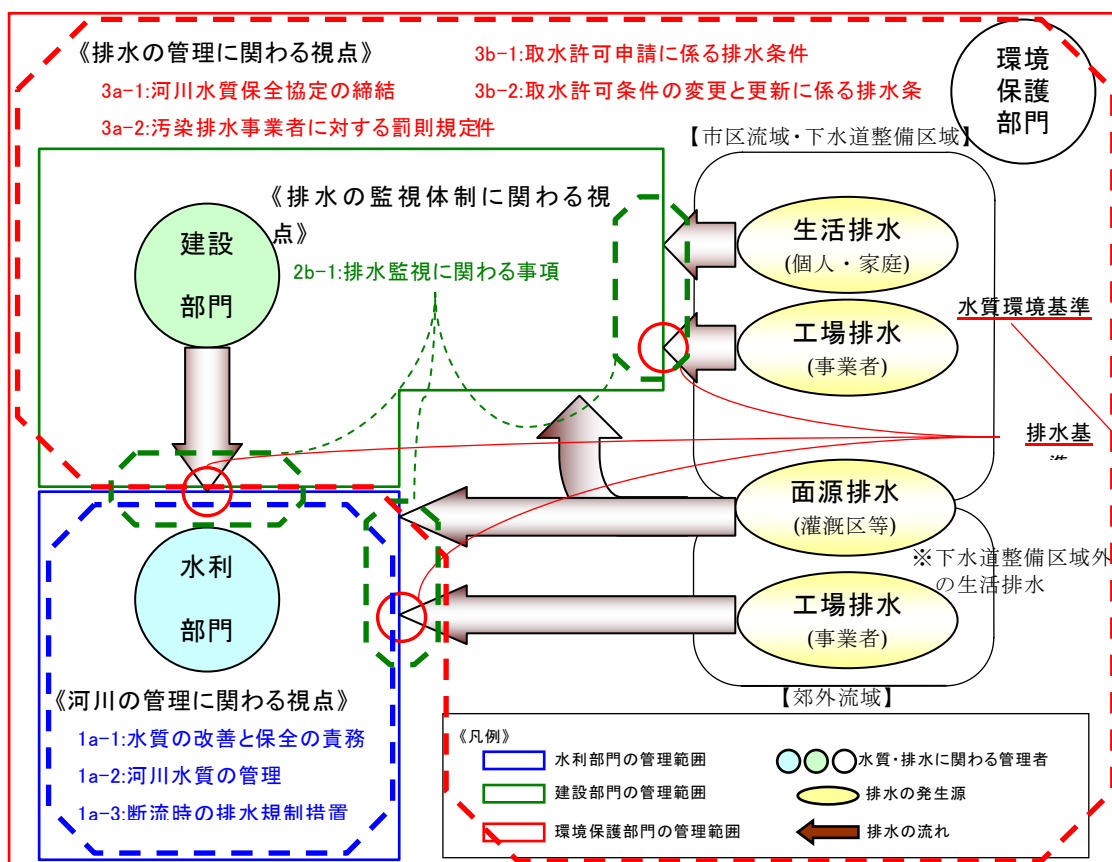 《排水の管理に関わる視点》
3a-1:河川水質保全協定の締結
3a-2:汚染排水事業者に対する罰則規定
3b-1:取水許可申請に係る排水条件
3b-2:取水許可条件の変更と更新に係る排水条
件
環境
保護
部門
【市区流域・下水道整備区域】
《排水の監視体制に関わる視
点》
2b-1:排水監視に関わる事項
建設
部門
生活排水
(個人・家庭)
工場排水
(事業者)
水質環境基準
排水基
面源排水
(灌漑区等)
※下水道整備区域外
の生活排水
工場排水
(事業者)
【郊外流域】
水利
部門
《河川の管理に関わる視点》
1a-1:水質の改善と保全の責務
1a-2:河川水質の管理
1a-3:断流時の排水規制措置
《凡例》
水利部門の管理範囲
建設部門の管理範囲
環境保護部門の管理範囲
水質・排水に関わる管理者
排水の発生源
排水の流れ